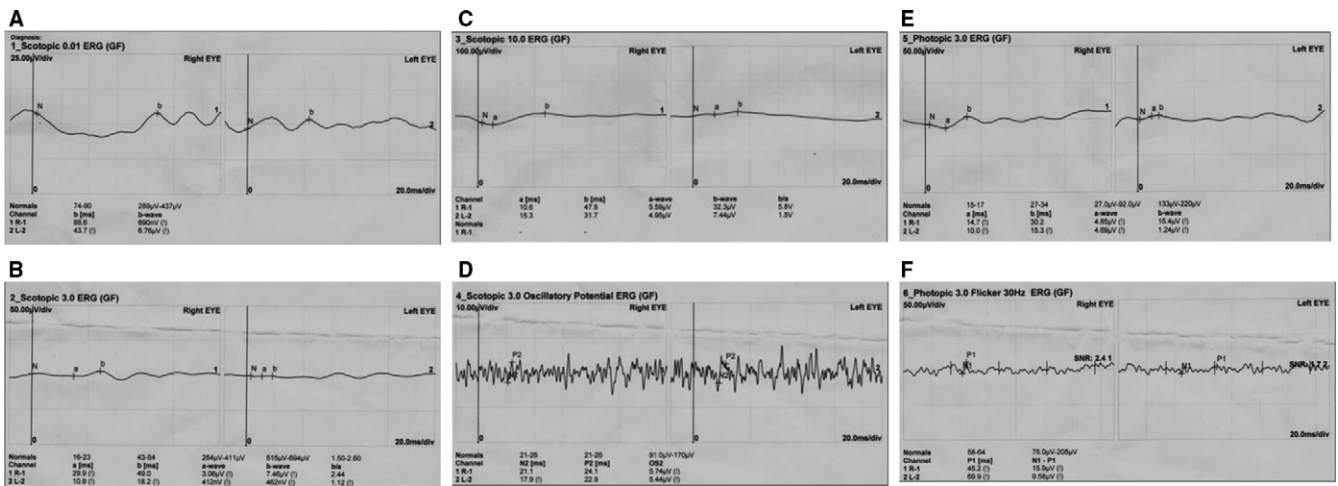 A
Diagnosis:
1_Scotopic 0.01 ERG (GF)
25.00µV/div
Right EYE
Left EYE
N
b
1
N
b
2
0
0
20.0ms/div
Normals 74-90 289µV-437µV
Channel b [ms] b-wave
1 R-1 88.6 690nV (!)
2 L-2 43.7 (!) 6.76µV (!)
B
2_Scotopic 3.0 ERG (GF)
50.00µV/div
Right EYE
Left EYE
N
a
b
1
N
a
b
2
0
0
20.0ms/div
Normals 16-23 43-54 254µV-411µV 515µV-694µV 1.50-2.60
Channel a [ms] b [ms] a-wave b-wave b/a
1 R-1 29.9 (!) 49.0 3.06µV (!) 7.46µV (!) 2.44
2 L-2 10.9 (!) 18.2 (!) 412nV (!) 462nV (!) 1.12 (!)
C
3_Scotopic 10.0 ERG (GF)
100.00µV/div
Right EYE
Left EYE
N
a
b
1
N
a
b
2
0
0
20.0ms/div
Channel a [ms] b [ms] a-wave b-wave b/a
1 R-1 10.6 47.8 5.59µV 32.3µV 5.8V
2 L-2 15.3 31.7 4.95µV 7.44µV 1.5V
Normals
1 R-1 - -
D
4_Scotopic 3.0 Oscillatory Potential ERG (GF)
10.00µV/div
Right EYE
Left EYE
P2
P2
N2
0
0
20.0ms/div
Normals 21-26 21-26 91.0µV-170µV
Channel N2 [ms] P2 [ms] OS2
1 R-1 21.1 24.1 5.74µV (!)
2 L-2 17.9 (!) 22.9 5.44µV (!)
E
5_Photopic 3.0 ERG (GF)
50.00µV/div
Right EYE
Left EYE
N
a
b
1
N
a
b
2
0
0
20.0ms/div
Normals 15-17 27-34 27.0µV-92.0µV 133µV-220µV
Channel a [ms] b [ms] a-wave b-wave
1 R-1 14.7 (!) 30.2 4.85µV (!) 15.4µV (!)
2 L-2 10.0 (!) 15.3 (!) 4.69µV (!) 1.24µV (!)
F
6_Photopic 3.0 Flicker 30Hz ERG (GF)
50.00µV/div
Right EYE
Left EYE
P1
SNR: 2.4 1
N1
P1
0
0
20.0ms/div
Normals 58-64 78.0µV-205µV
Channel P1 [ms] N1 - P1
1 R-1 45.2 (!) 15.9µV (!)
2 L-2 69.9 (!) 9.58µV (!)